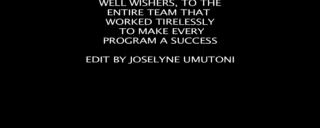 WELL WISHERS, TO THE
ENTIRE TEAM THAT
WORKED TIRELESSLY
TO MAKE EVERY
PROGRAM A SUCCESS
EDIT BY JOSELYNE UMUTONI